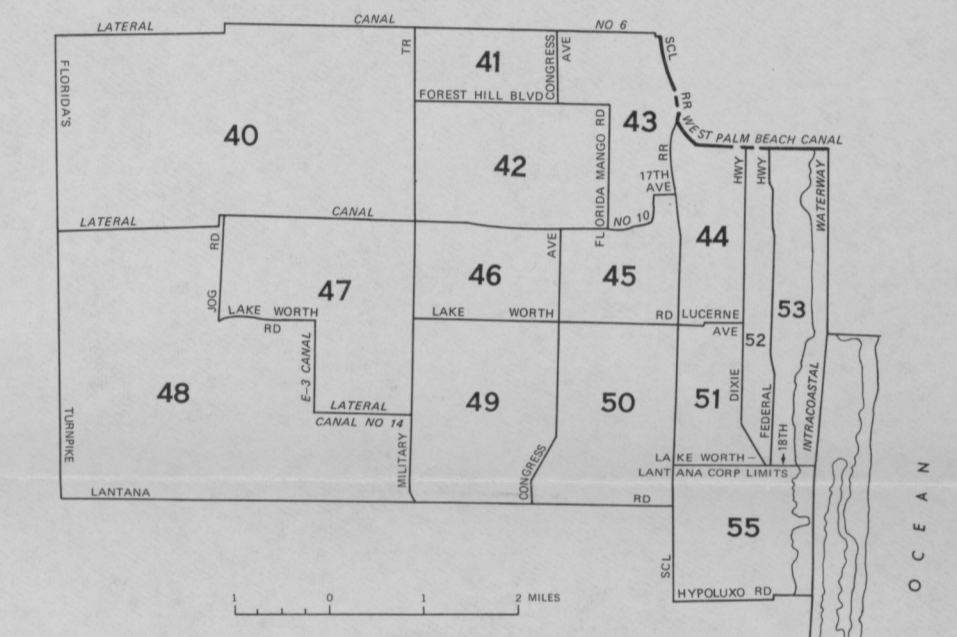 LATERAL CANAL NO 6
FLORIDA'S
TR
41
CONGRESS AVE
SCL
RR
FOREST HILL BLVD
40
42
FLORIDA MANGO RD
43
WEST PALM BEACH CANAL
RR
17TH
AVE
HWY
HWY
WATERWAY
LATERAL CANAL NO 10
RD
JOG
47
46
AVE
45
44
53
LAKE WORTH
RD
LAKE WORTH RD
LUCERNE
AVE
52
E-3 CANAL
48
49
50
51
DIXIE
FEDERAL
18TH
INTRACOASTAL
LATERAL
CANAL NO 14
TURNPIKE
MILITARY
CONGRESS
LAKE WORTH
LANTANA CORP LIMITS
LANTANA RD
55
SCL
HYPOLUXO RD
OCEAN
1 0 1 2 MILES